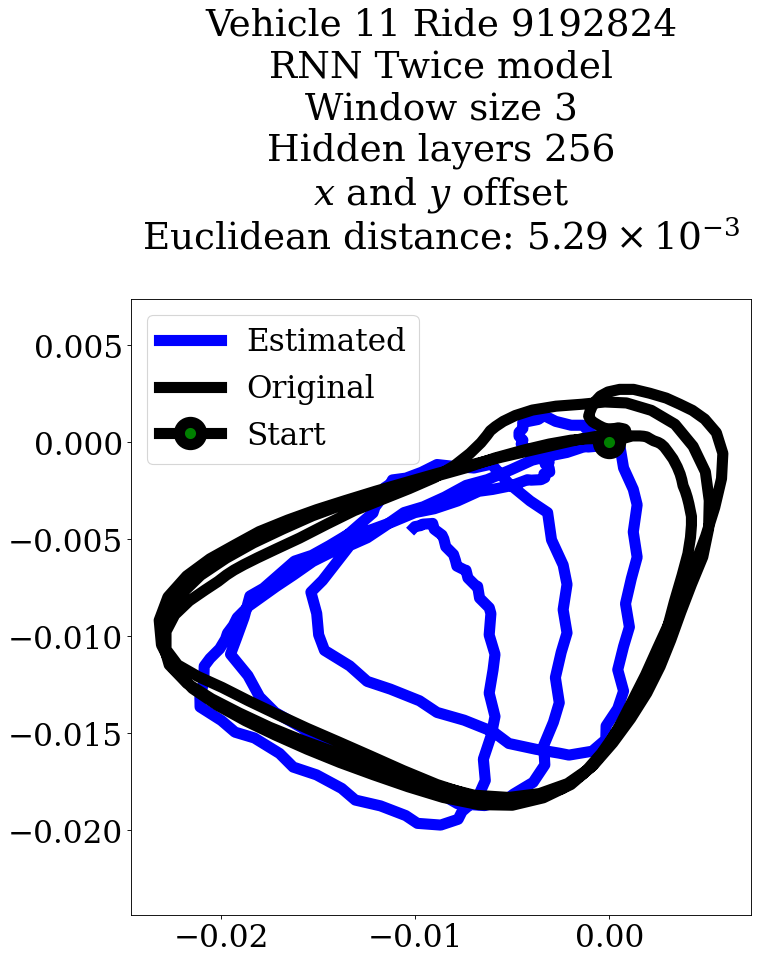 Vehicle 11 Ride 9192824
RNN Twice model
Window size 3
Hidden layers 256
x and y offset
Euclidean distance: 5.29 × 10⁻³
Estimated
Original
Start
0.005
0.000
−0.005
−0.010
−0.015
−0.020
−0.02
−0.01
0.00